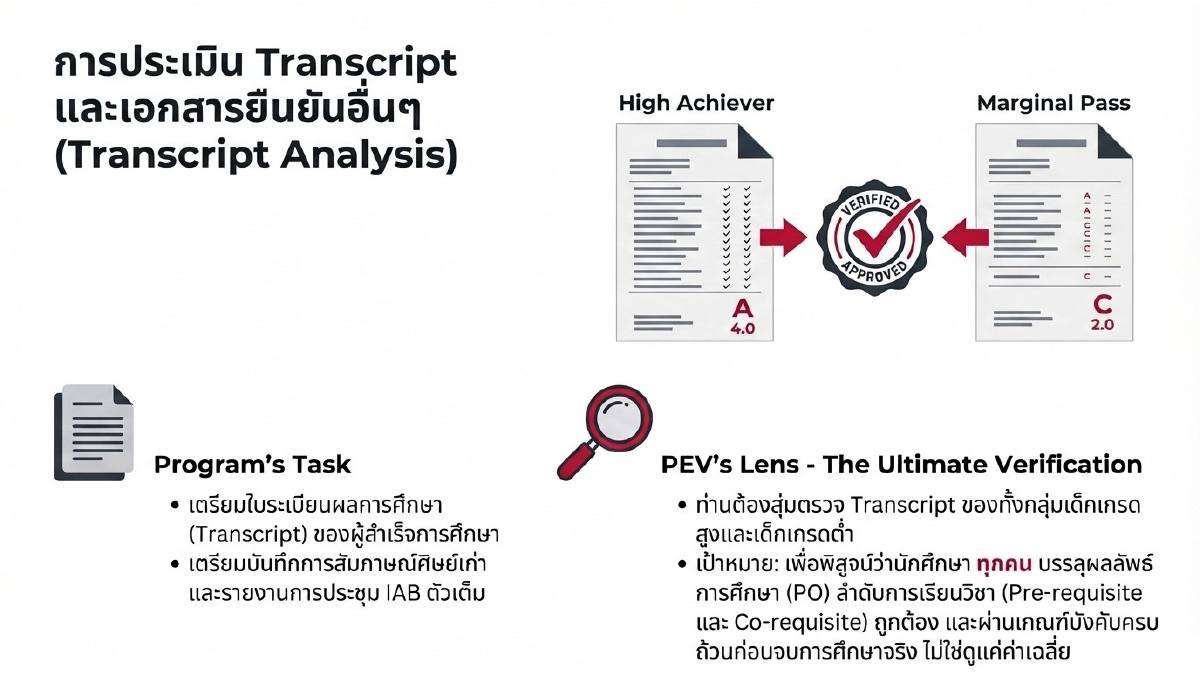 การประเมิน Transcript
และเอกสารยืนยันอื่นๆ
(Transcript Analysis)
High Achiever
A
4.0
VERIFIED
APPROVED
Marginal Pass
A
A
C
C
C
C
C
2.0
Program's Task
• เตรียมใบระเบียนผลการศึกษา
(Transcript) ของผู้สำเร็จการศึกษา
• เตรียมบันทึกการสัมภาษณ์ศิษย์เก่า
และรายงานการประชุม IAB ตัวเต็ม
PEV's Lens - The Ultimate Verification
• ท่านต้องสุ่มตรวจ Transcript ของทั้งกลุ่มเด็กเกรด
สูงและเด็กเกรดต่ำ
• เป้าหมาย: เพื่อพิสูจน์ว่านักศึกษา ทุกคน บรรลุผลลัพธ์
การศึกษา (PO) ลำดับการเรียนวิชา (Pre-requisite
และ Co-requisite) ถูกต้อง และผ่านเกณฑ์บังคับครบ
ถ้วนก่อนจบการศึกษาจริง ไม่ใช่ดูแค่ค่าเฉลี่ย